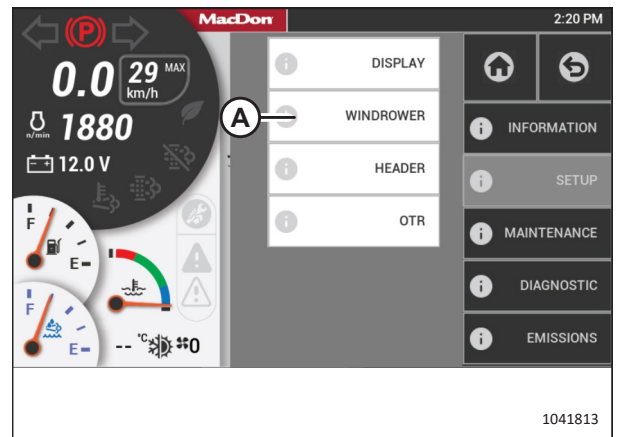 MacDon
2:20 PM
P
0.0 29 MAX
km/h
n/min 1880
12.0 V
F
E
F
E
-- °C 0
DISPLAY
A
WINDROWER
HEADER
OTR
i INFORMATION
i SETUP
i MAINTENANCE
i DIAGNOSTIC
i EMISSIONS
1041813